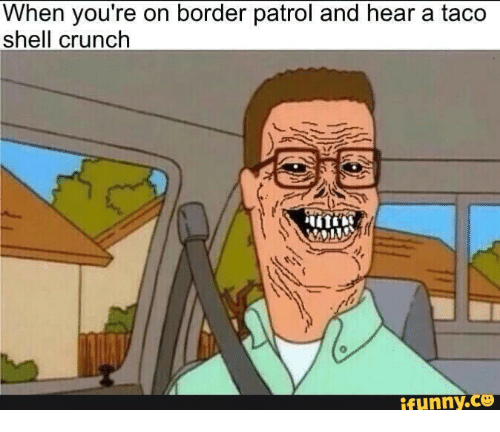 When you're on border patrol and hear a taco
shell crunch
ifunny.co